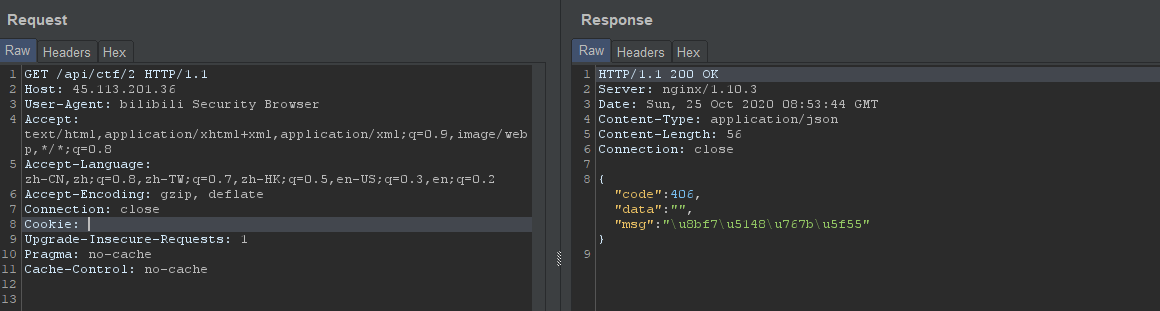 Request
Raw Headers Hex
1 GET /api/ctf/2 HTTP/1.1
2 Host: 45.113.201.36
3 User-Agent: bilibili Security Browser
4 Accept:
text/html,application/xhtml+xml,application/xml;q=0.9,image/web
p,*/*;q=0.8
5 Accept-Language:
zh-CN,zh;q=0.8,zh-TW;q=0.7,zh-HK;q=0.5,en-US;q=0.3,en;q=0.2
6 Accept-Encoding: gzip, deflate
7 Connection: close
8 Cookie:
9 Upgrade-Insecure-Requests: 1
10 Pragma: no-cache
11 Cache-Control: no-cache
12
13
Response
Raw Headers Hex
1 HTTP/1.1 200 OK
2 Server: nginx/1.10.3
3 Date: Sun, 25 Oct 2020 08:53:44 GMT
4 Content-Type: application/json
5 Content-Length: 56
6 Connection: close
7
8 {
"code":406,
"data":"",
"msg":"\u8bf7\u5148\u767b\u5f55"
}
9